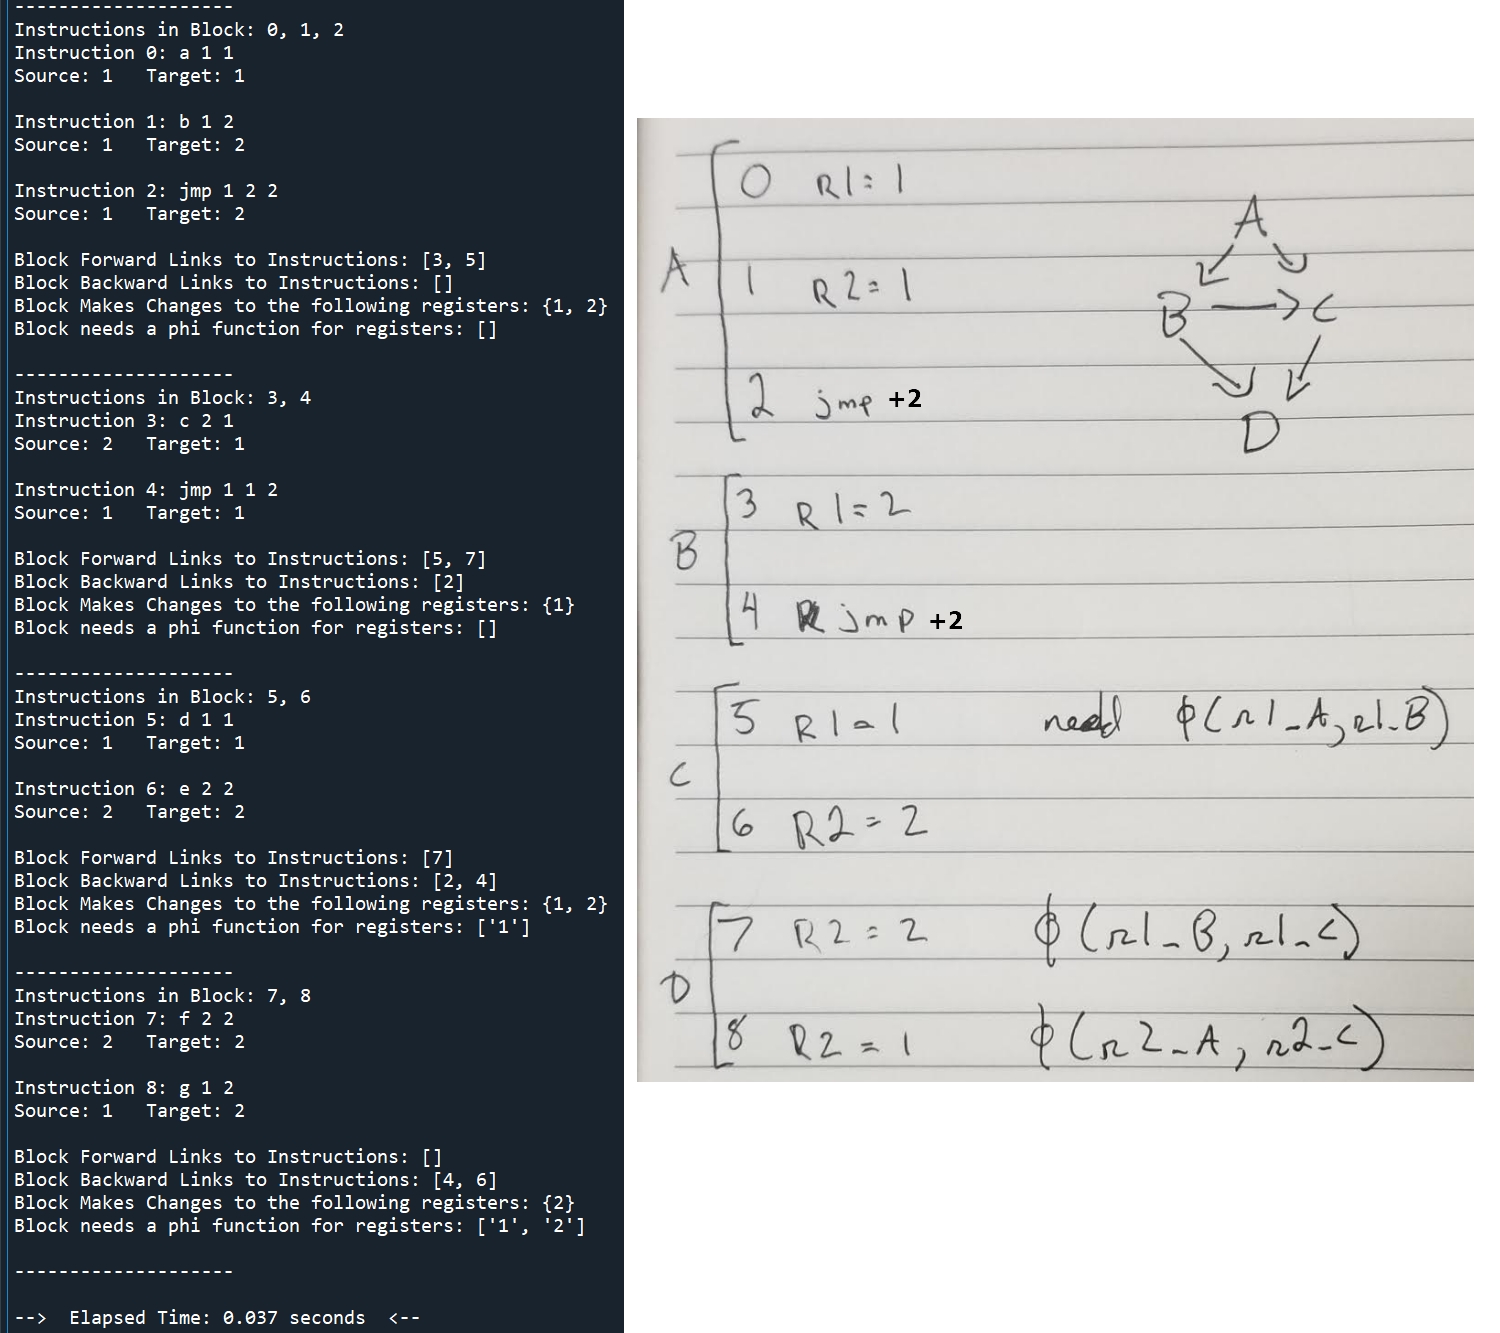 --------------------
Instructions in Block: 0, 1, 2
Instruction 0: a 1 1
Source: 1   Target: 1
Instruction 1: b 1 2
Source: 1   Target: 2
Instruction 2: jmp 1 2 2
Source: 1   Target: 2
Block Forward Links to Instructions: [3, 5]
Block Backward Links to Instructions: []
Block Makes Changes to the following registers: {1, 2}
Block needs a phi function for registers: []
--------------------
Instructions in Block: 3, 4
Instruction 3: c 2 1
Source: 2   Target: 1
Instruction 4: jmp 1 1 2
Source: 1   Target: 1
Block Forward Links to Instructions: [5, 7]
Block Backward Links to Instructions: [2]
Block Makes Changes to the following registers: {1}
Block needs a phi function for registers: []
--------------------
Instructions in Block: 5, 6
Instruction 5: d 1 1
Source: 1   Target: 1
Instruction 6: e 2 2
Source: 2   Target: 2
Block Forward Links to Instructions: [7]
Block Backward Links to Instructions: [2, 4]
Block Makes Changes to the following registers: {1, 2}
Block needs a phi function for registers: ['1']
--------------------
Instructions in Block: 7, 8
Instruction 7: f 2 2
Source: 2   Target: 2
Instruction 8: g 1 2
Source: 1   Target: 2
Block Forward Links to Instructions: []
Block Backward Links to Instructions: [4, 6]
Block Makes Changes to the following registers: {2}
Block needs a phi function for registers: ['1', '2']
--------------------
-->  Elapsed Time: 0.037 seconds  <--
0 R1 = 1
A
1 R2 = 1
2 jmp +2
A
B C
D
3 R1 = 2
B
4 jmp +2
5 R1 = 1 need ϕ(r1_A, r1_B)
C
6 R2 = 2
7 R2 = 2 ϕ(r1_B, r1_C)
D
8 R2 = 1 ϕ(r2_A, r2_C)